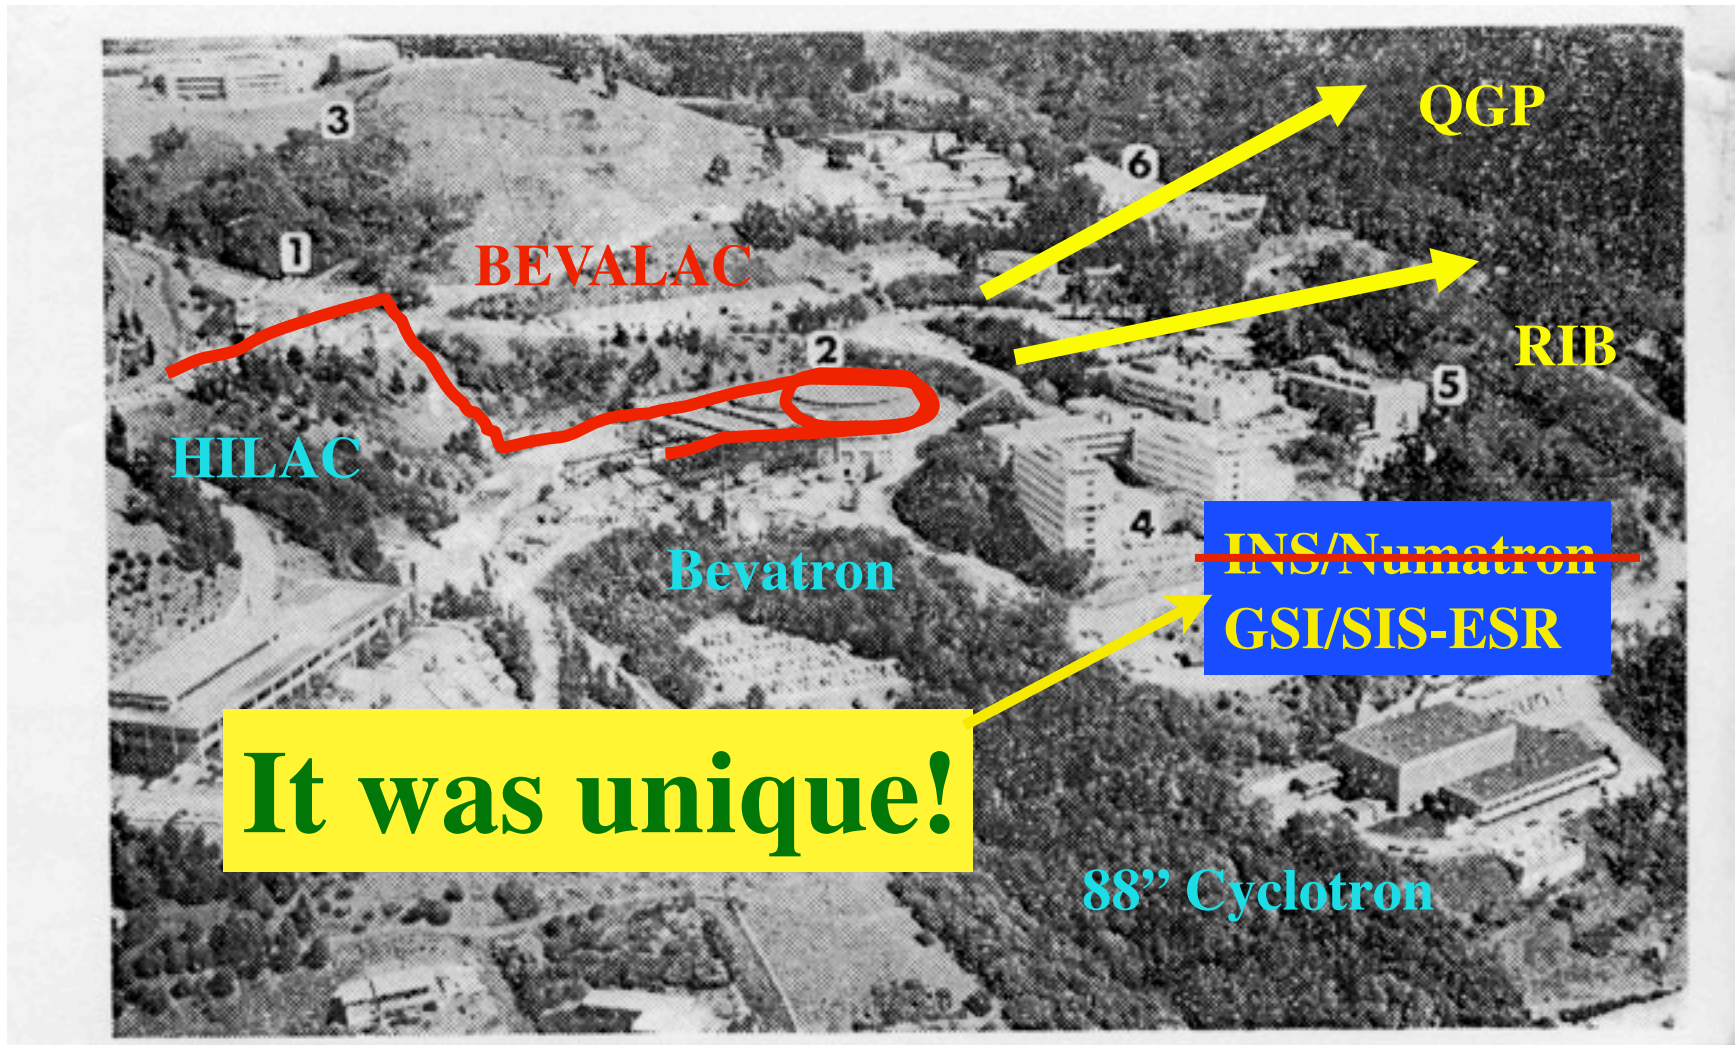 QGP
3
6
1
BEVALAC
2
RIB
5
HILAC
4
INS/Numatron
Bevatron
GSI/SIS-ESR
It was unique!
88” Cyclotron